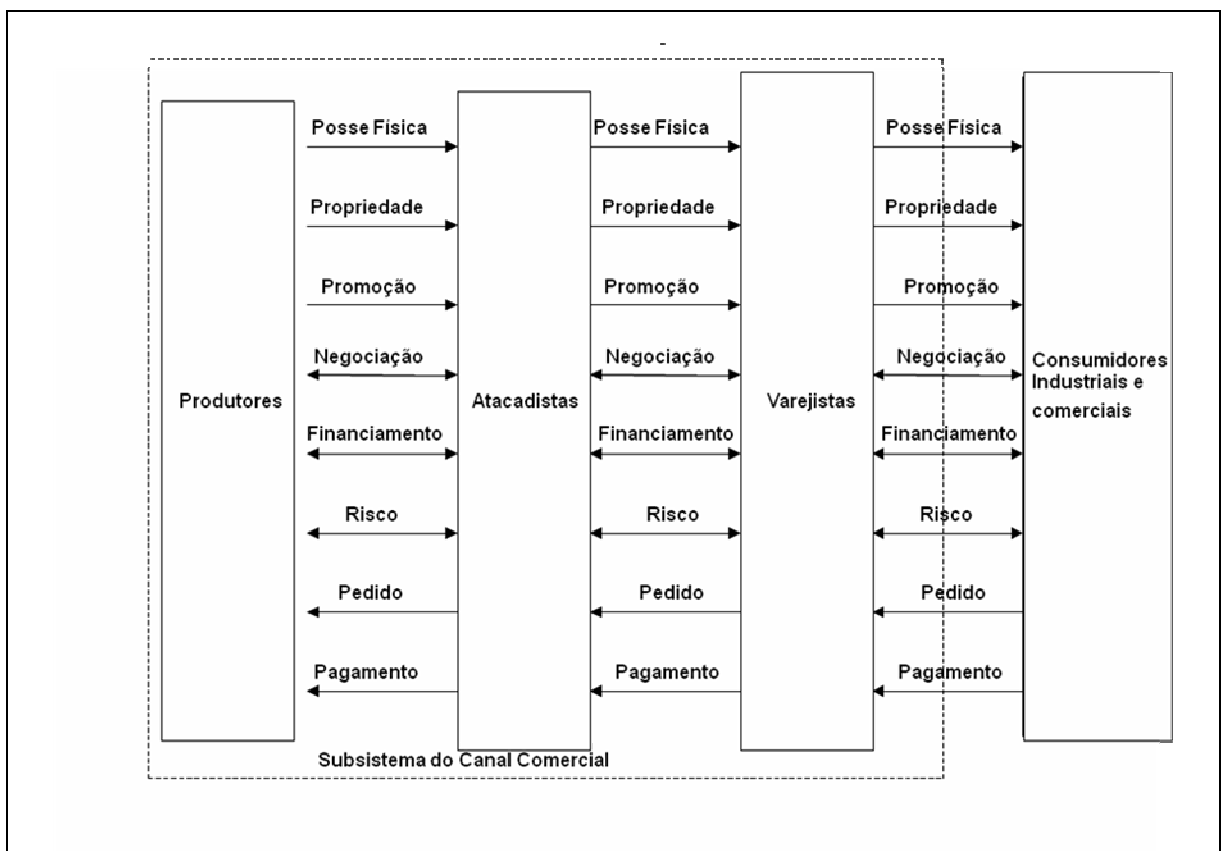 Posse Física Posse Física Posse Física
Propriedade Propriedade Propriedade
Promoção Promoção Promoção
Negociação Negociação Negociação
Produtores Atacadistas Varejistas
Consumidores
Industriais e
comerciais
Financiamento Financiamento Financiamento
Risco Risco Risco
Pedido Pedido Pedido
Pagamento Pagamento Pagamento
Subsistema do Canal Comercial